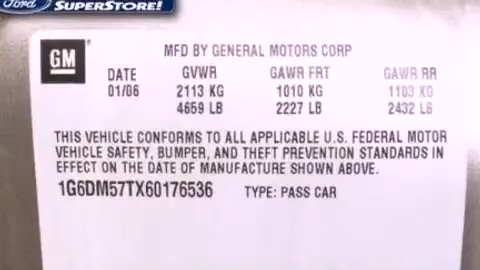 Ford SUPERSTORE!
GM MFD BY GENERAL MOTORS CORP
DATE GVWR GAWR FRT GAWR RR
01/06 2113 KG 1010 KG 1103 KG
4659 LB 2227 LB 2432 LB
THIS VEHICLE CONFORMS TO ALL APPLICABLE U.S. FEDERAL MOTOR
VEHICLE SAFETY, BUMPER, AND THEFT PREVENTION STANDARDS IN
EFFECT ON THE DATE OF MANUFACTURE SHOWN ABOVE.
1G6DM57TX60176536 TYPE: PASS CAR